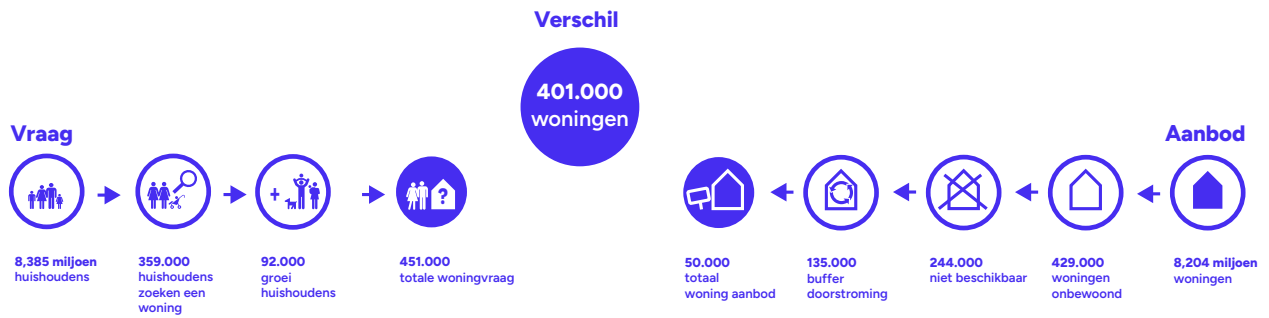 Verschil
401.000
woningen
Vraag
Aanbod
+
?
8,385 miljoen
huishoudens
359.000
huishoudens
zoeken een
woning
92.000
groei
huishoudens
451.000
totale woningvraag
50.000
totaal
woning aanbod
135.000
buffer
doorstroming
244.000
niet beschikbaar
429.000
woningen
onbewoond
8,204 miljoen
woningen